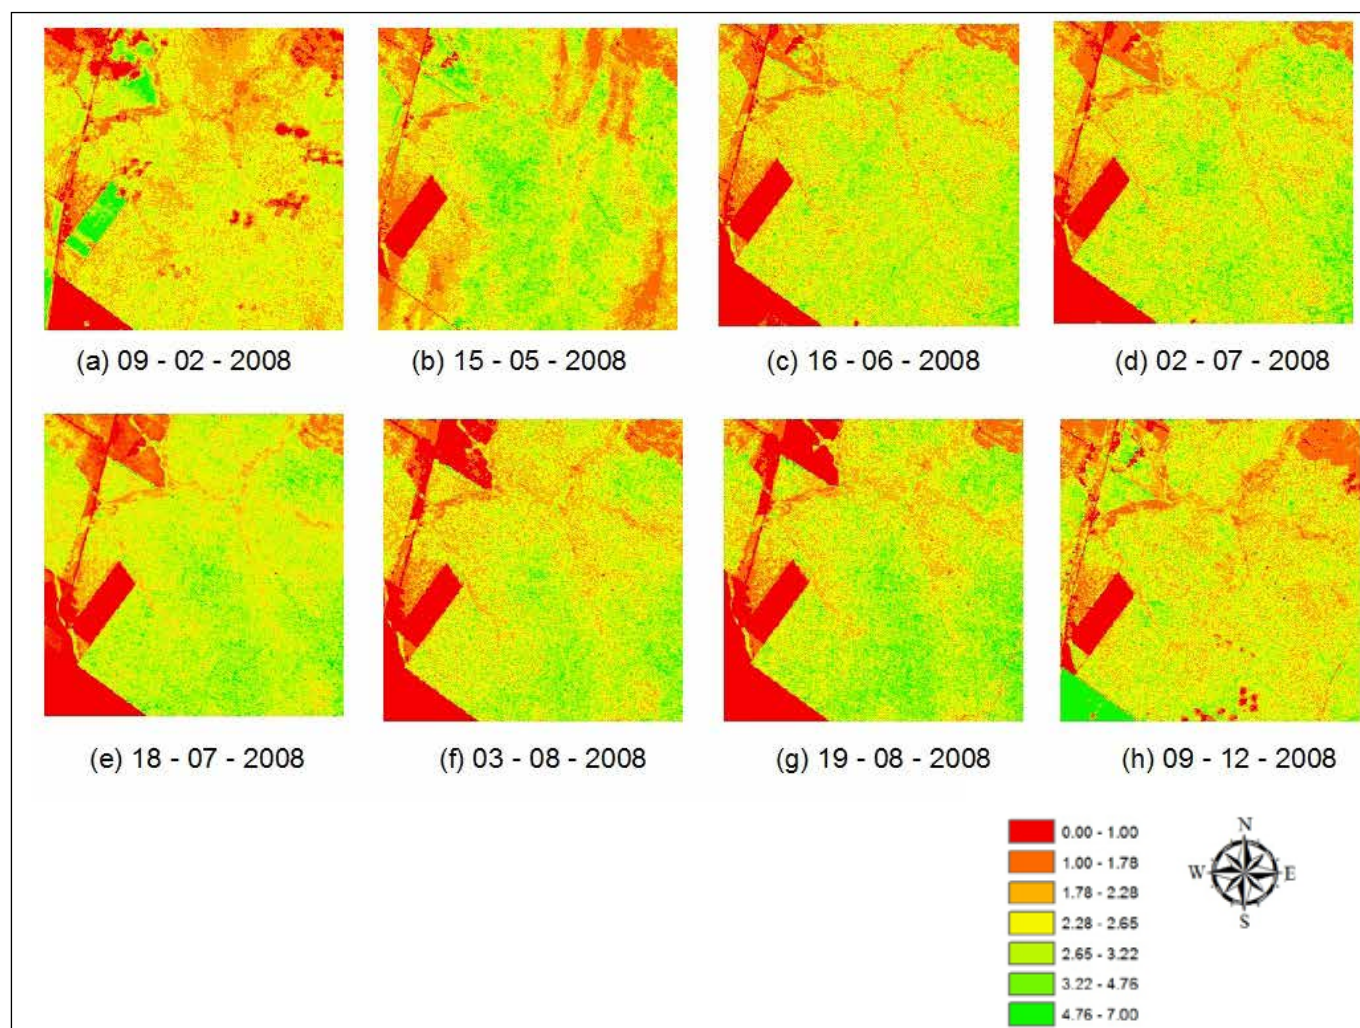 (a) 09 - 02 - 2008
(b) 15 - 05 - 2008
(c) 16 - 06 - 2008
(d) 02 - 07 - 2008
(e) 18 - 07 - 2008
(f) 03 - 08 - 2008
(g) 19 - 08 - 2008
(h) 09 - 12 - 2008
0.00 - 1.00
1.00 - 1.78
1.78 - 2.28
2.28 - 2.65
2.65 - 3.22
3.22 - 4.76
4.76 - 7.00
N
W E
S